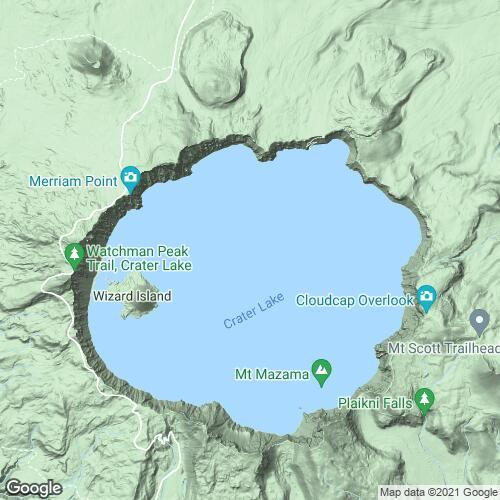 Merriam Point
Watchman Peak
Trail, Crater Lake
Wizard Island
Crater Lake
Cloudcap Overlook
Mt Scott Trailhead
Mt Mazama
Plaikni Falls
Google
Map data ©2021 Google